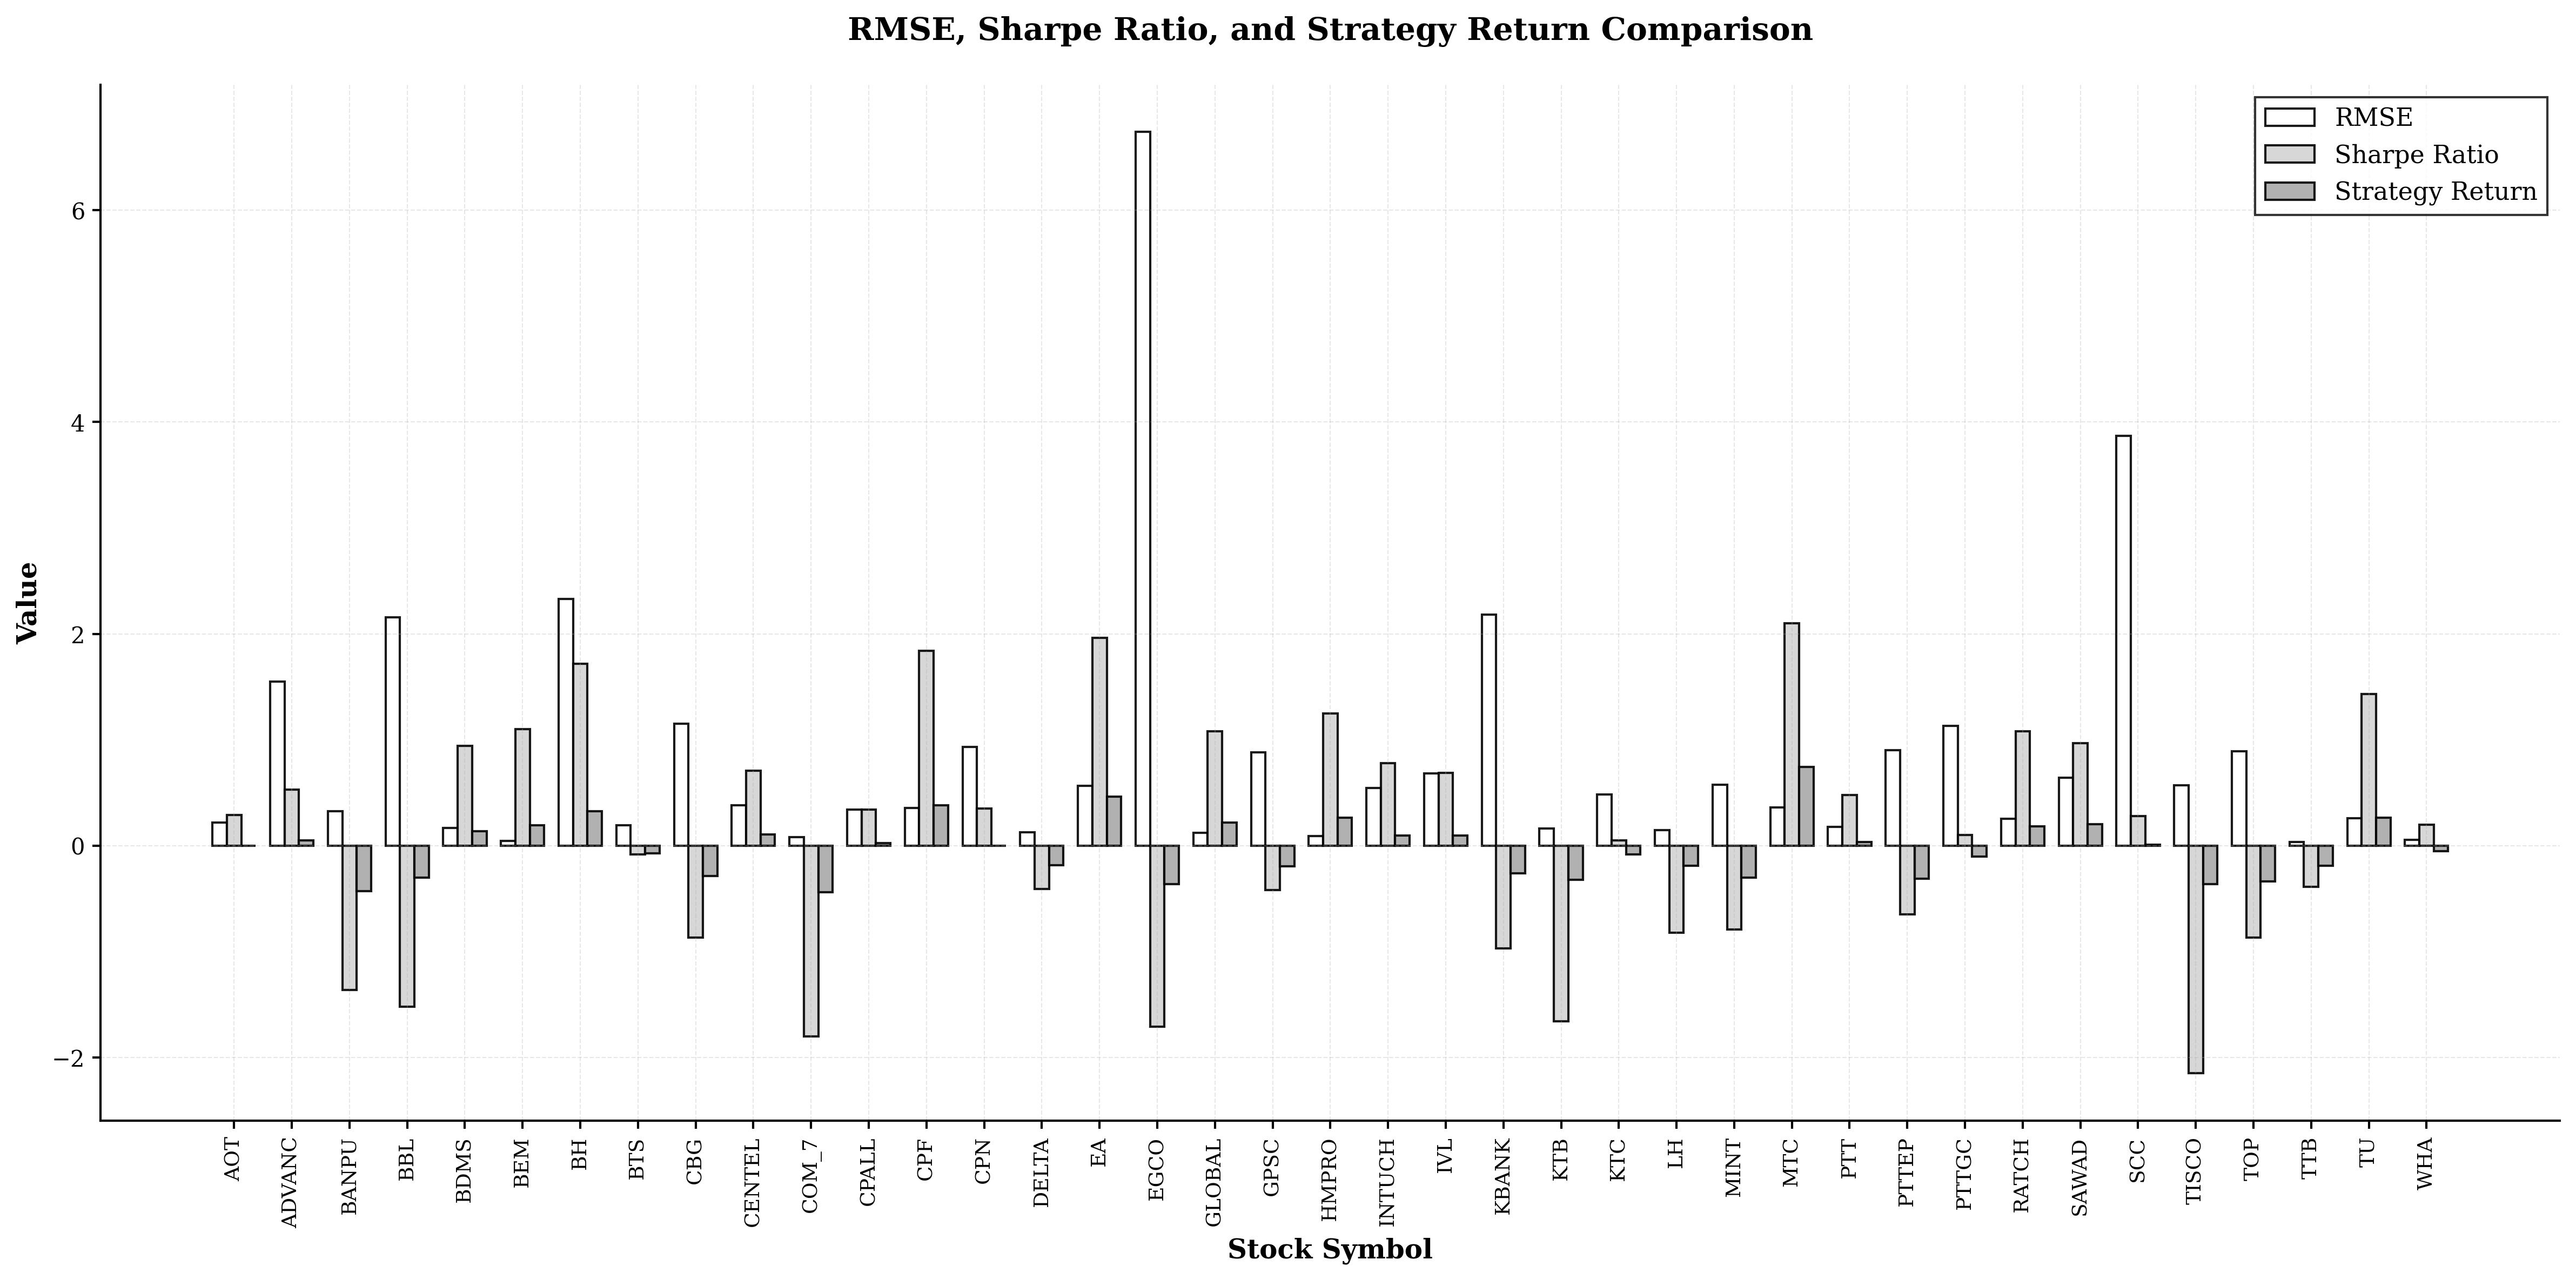 RMSE, Sharpe Ratio, and Strategy Return Comparison
RMSE
Sharpe Ratio
Strategy Return
Value
6
4
2
0
−2
AOT
ADVANC
BANPU
BBL
BDMS
BEM
BH
BTS
CBG
CENTEL
COM_7
CPALL
CPF
CPN
DELTA
EA
EGCO
GLOBAL
GPSC
HMPRO
INTUCH
IVL
KBANK
KTB
KTC
LH
MINT
MTC
PTT
PTTEP
PTTGC
RATCH
SAWAD
SCC
TISCO
TOP
TTB
TU
WHA
Stock Symbol